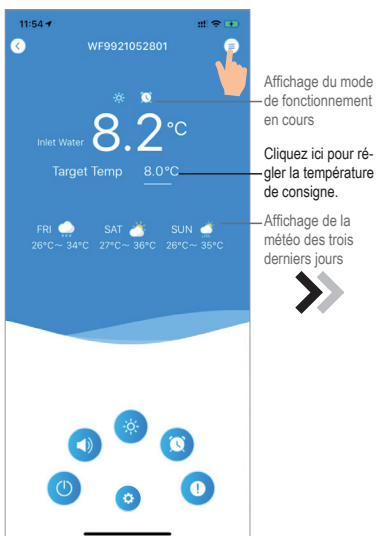 11:54
WF9921052801
Inlet Water 8.2°C
Target Temp 8.0°C
FRI SAT SUN
26°C~ 34°C 27°C~ 36°C 26°C~ 35°C
Affichage du mode
de fonctionnement
en cours
Cliquez ici pour ré-
gler la température
de consigne.
Affichage de la
météo des trois
derniers jours